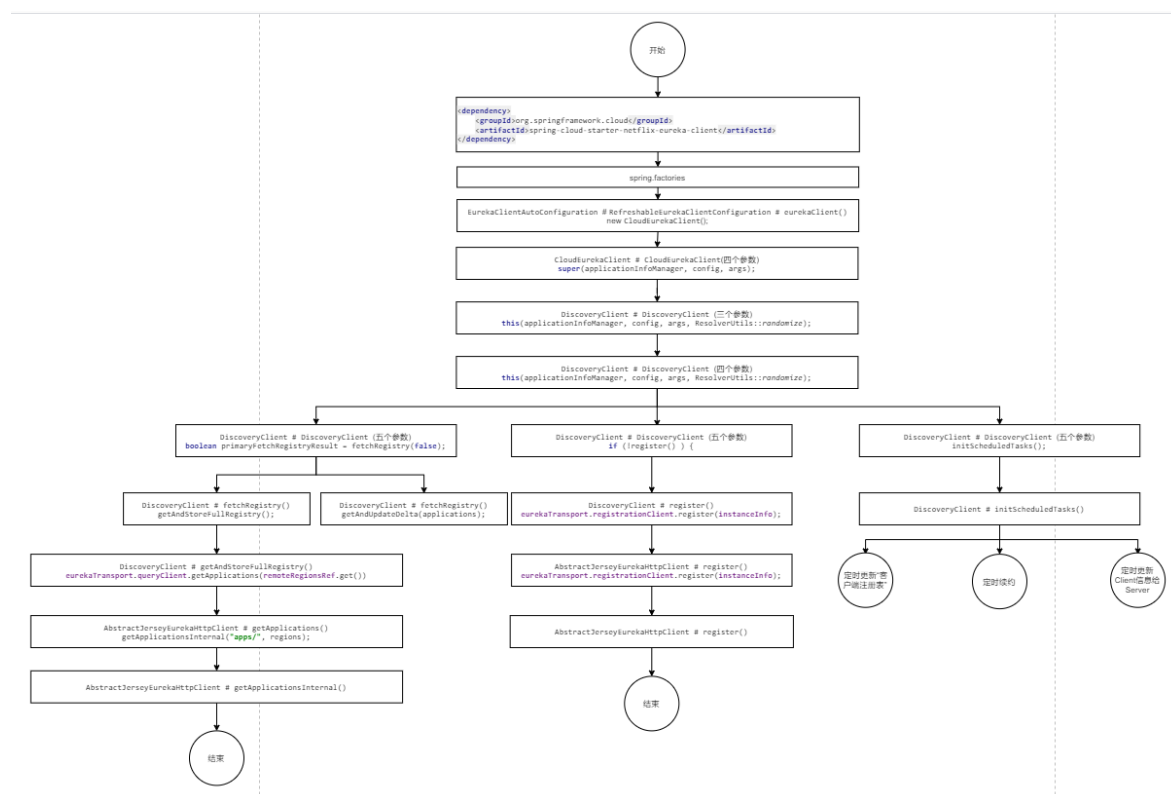 开始
<dependency>
<groupId>org.springframework.cloud</groupId>
<artifactId>spring-cloud-starter-netflix-eureka-client</artifactId>
</dependency>
spring.factories
EurekaClientAutoConfiguration # RefreshableEurekaClientConfiguration # eurekaClient()
new CloudEurekaClient();
CloudEurekaClient # CloudEurekaClient(四个参数)
super(applicationInfoManager, config, args);
DiscoveryClient # DiscoveryClient (三个参数)
this(applicationInfoManager, config, args, ResolverUtils::randomize);
DiscoveryClient # DiscoveryClient (四个参数)
this(applicationInfoManager, config, args, ResolverUtils::randomize);
DiscoveryClient # DiscoveryClient (五个参数)
boolean primaryFetchRegistryResult = fetchRegistry(false);
DiscoveryClient # fetchRegistry()
getAndStoreFullRegistry();
DiscoveryClient # fetchRegistry()
getAndUpdateDelta(applications);
DiscoveryClient # getAndStoreFullRegistry()
eurekaTransport.queryClient.getApplications(remoteRegionsRef.get())
AbstractJerseyEurekaHttpClient # getApplications()
getApplicationsInternal("apps/", regions);
AbstractJerseyEurekaHttpClient # getApplicationsInternal()
结束
DiscoveryClient # DiscoveryClient (五个参数)
if (!register() ) {
DiscoveryClient # register()
eurekaTransport.registrationClient.register(instanceInfo);
AbstractJerseyEurekaHttpClient # register()
eurekaTransport.registrationClient.register(instanceInfo);
AbstractJerseyEurekaHttpClient # register()
结束
DiscoveryClient # DiscoveryClient (五个参数)
initScheduledTasks();
DiscoveryClient # initScheduledTasks()
定时更新“客
户端注册表”
定时续约
定时更新
Client信息给
Server